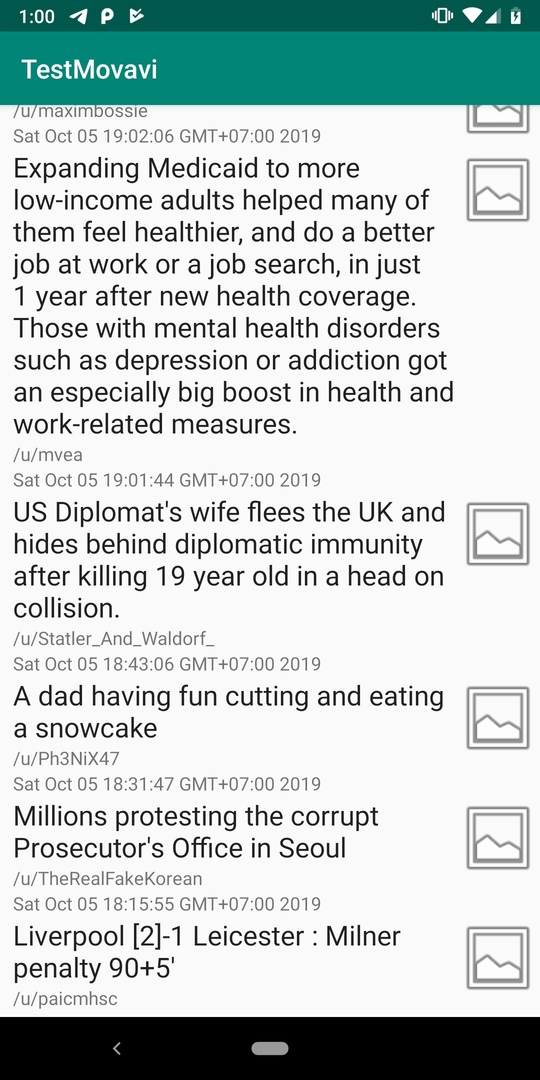 1:00
TestMovavi
/u/maximbossie
Sat Oct 05 19:02:06 GMT+07:00 2019
Expanding Medicaid to more
low-income adults helped many of
them feel healthier, and do a better
job at work or a job search, in just
1 year after new health coverage.
Those with mental health disorders
such as depression or addiction got
an especially big boost in health and
work-related measures.
/u/mvea
Sat Oct 05 19:01:44 GMT+07:00 2019
US Diplomat's wife flees the UK and
hides behind diplomatic immunity
after killing 19 year old in a head on
collision.
/u/Statler_And_Waldorf_
Sat Oct 05 18:43:06 GMT+07:00 2019
A dad having fun cutting and eating
a snowcake
/u/Ph3NiX47
Sat Oct 05 18:31:47 GMT+07:00 2019
Millions protesting the corrupt
Prosecutor's Office in Seoul
/u/TheRealFakeKorean
Sat Oct 05 18:15:55 GMT+07:00 2019
Liverpool [2]-1 Leicester : Milner
penalty 90+5'
/u/paicmhsc